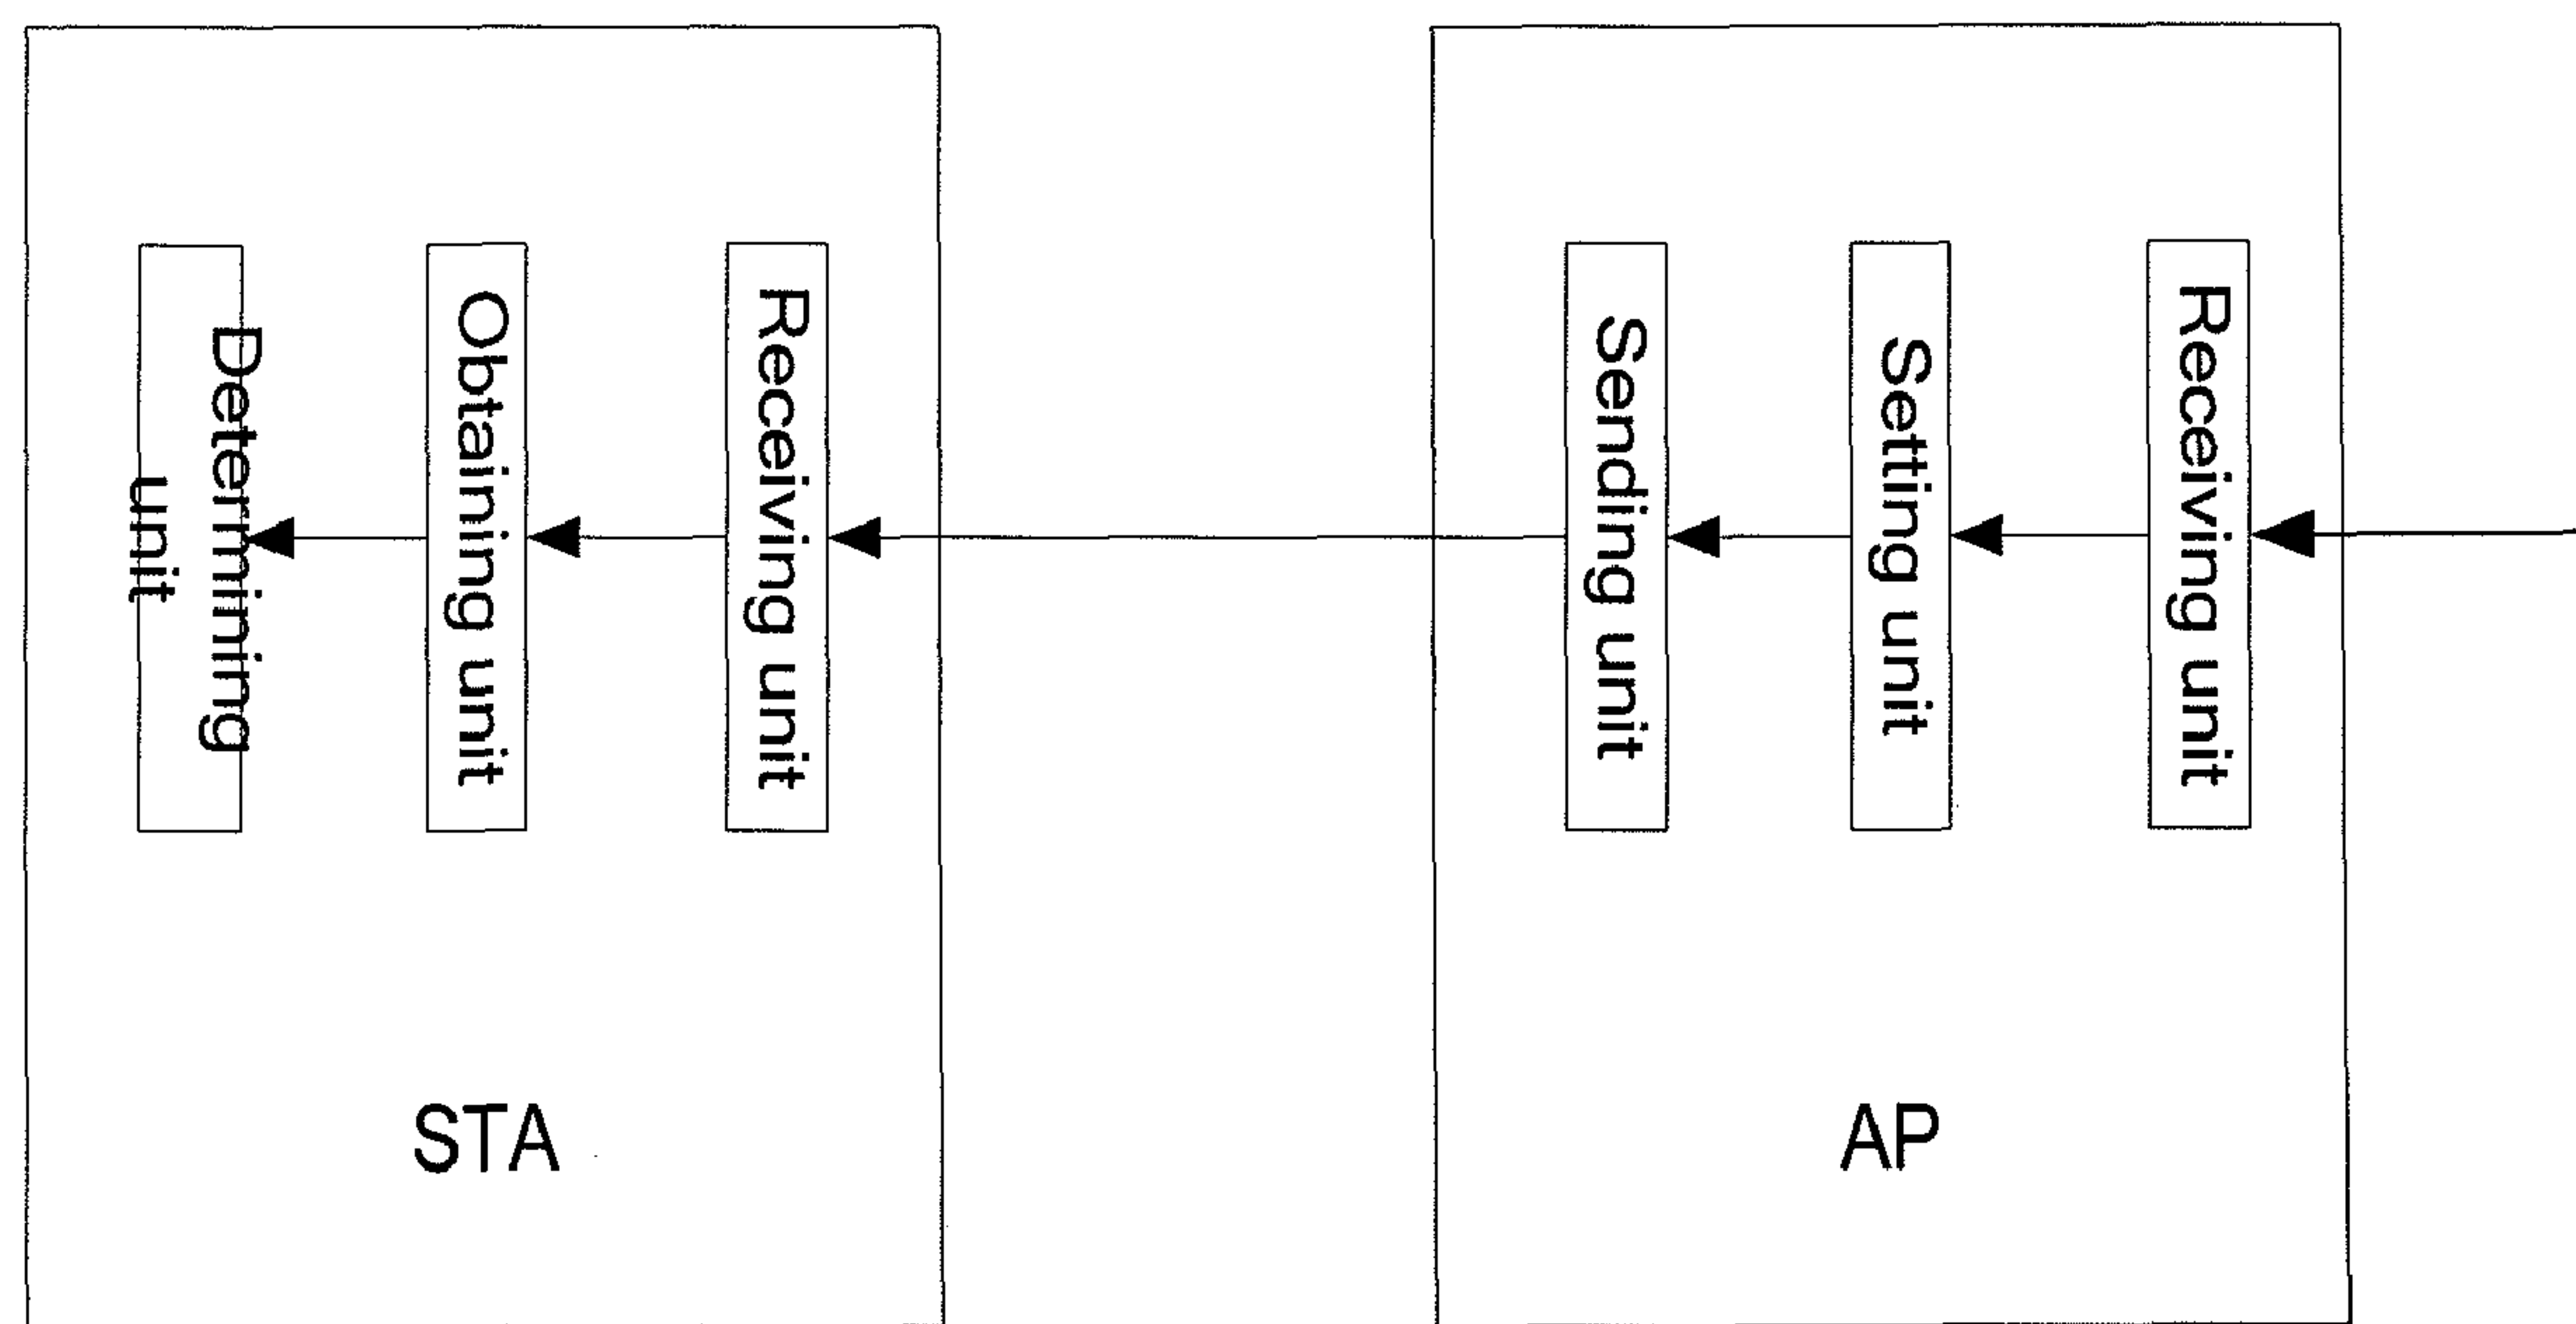 Determining
unit
Obtaining unit
Receiving unit
Sending unit
Setting unit
Receiving unit
STA
AP